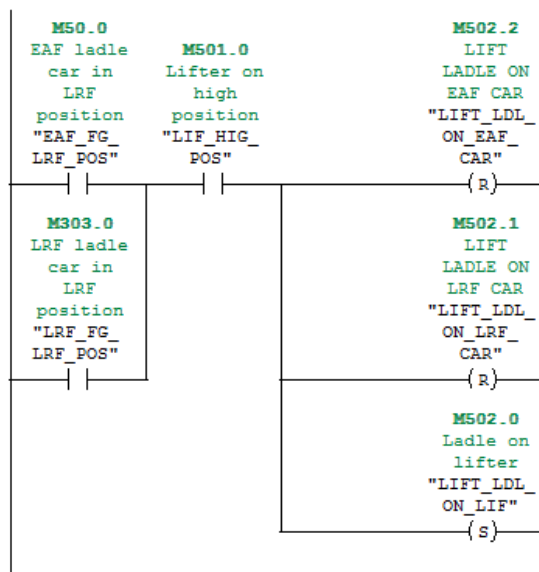 M50.0
EAF ladle
car in
LRF
position
"EAF_FG_
LRF_POS"
M501.0
Lifter on
high
position
"LIF_HIG_
POS"
M502.2
LIFT
LADLE ON
EAF CAR
"LIFT_LDL_
ON_EAF_
CAR"
R
M303.0
LRF ladle
car in
LRF
position
"LRF_FG_
LRF_POS"
M502.1
LIFT
LADLE ON
LRF CAR
"LIFT_LDL_
ON_LRF_
CAR"
R
M502.0
Ladle on
lifter
"LIFT_LDL_
ON_LIF"
S